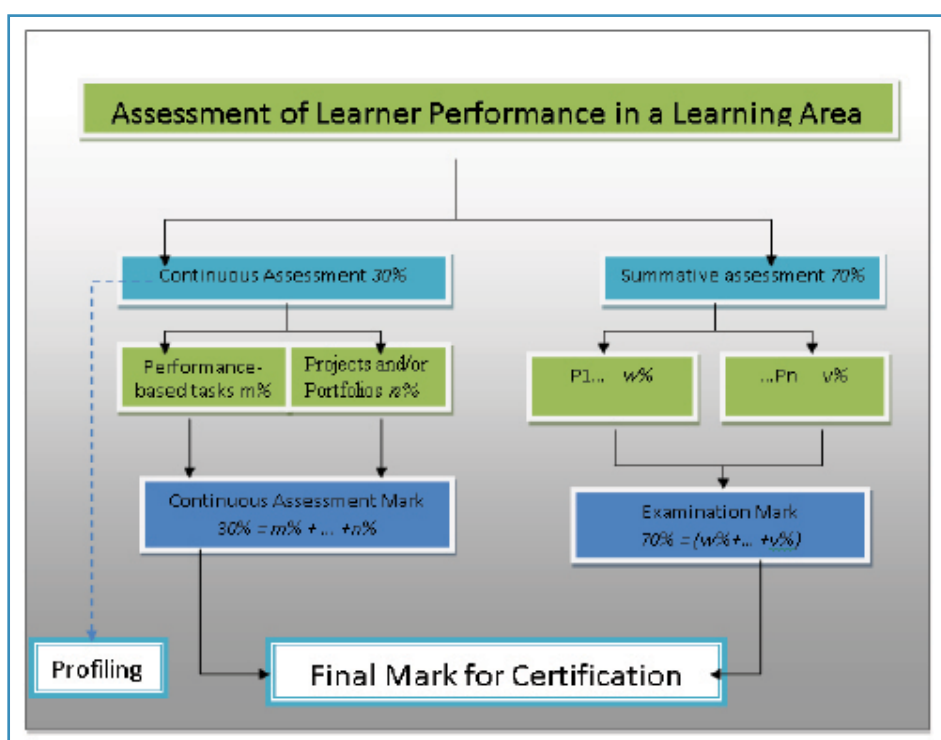 Assessment of Learner Performance in a Learning Area
Continuous Assessment 30%
Summative assessment 70%
Performance-
based tasks m%
Projects and/or
Portfolios n%
P1... w%
...Pn v%
Continuous Assessment Mark
30% = m% + ... +n%
Examination Mark
70% = (w%+... +v%)
Profiling
Final Mark for Certification